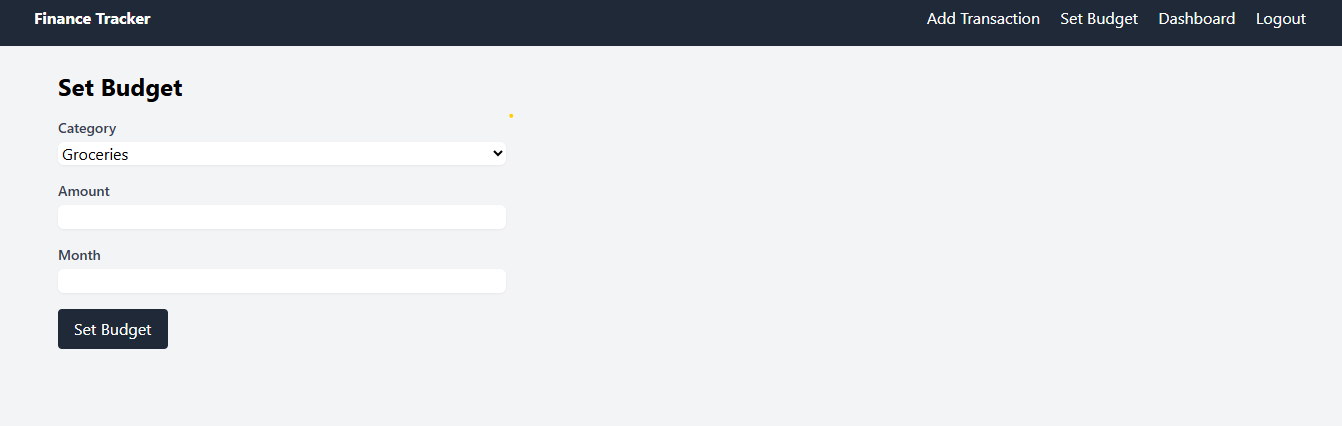 Finance Tracker Add Transaction Set Budget Dashboard Logout
Set Budget
Category
Groceries
Amount
Month
Set Budget